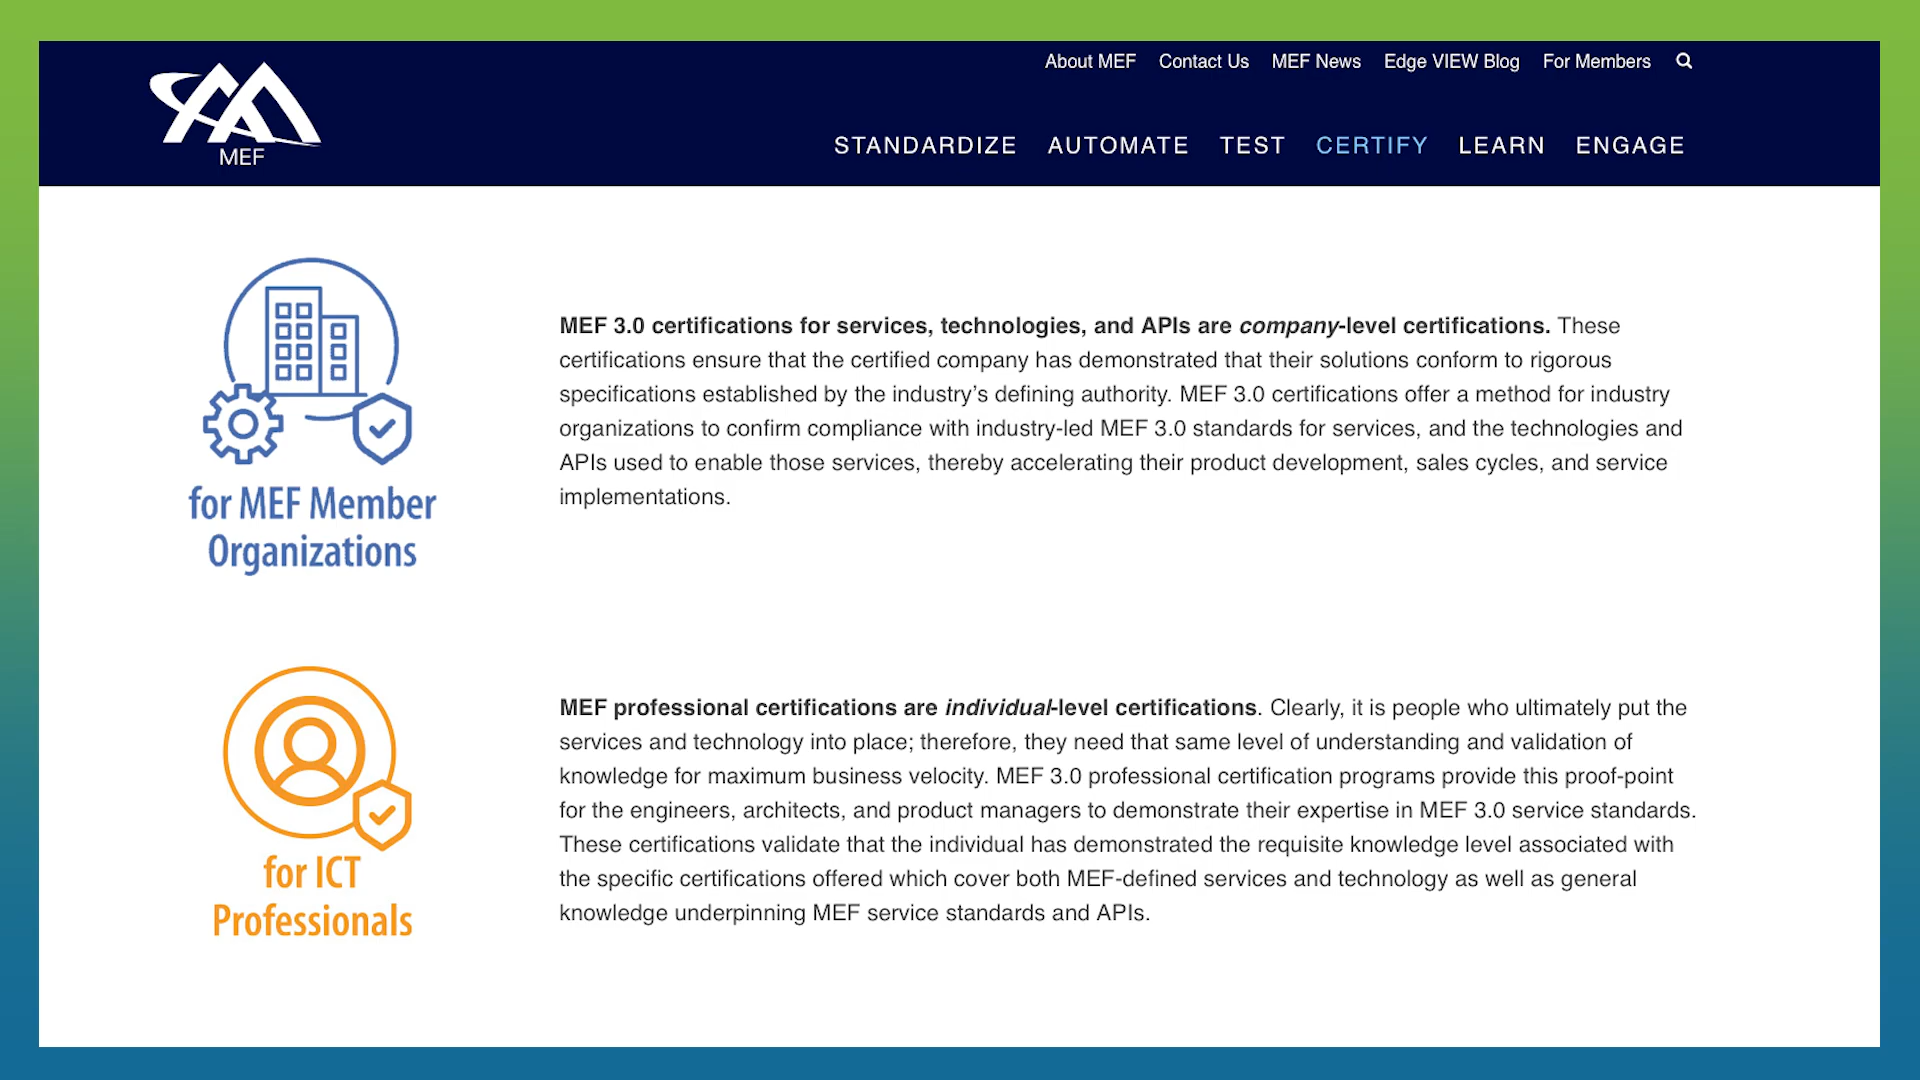 About MEF Contact Us MEF News Edge VIEW Blog For Members
MEF
STANDARDIZE AUTOMATE TEST CERTIFY LEARN ENGAGE
for MEF Member
Organizations
MEF 3.0 certifications for services, technologies, and APIs are company-level certifications. These
certifications ensure that the certified company has demonstrated that their solutions conform to rigorous
specifications established by the industry’s defining authority. MEF 3.0 certifications offer a method for industry
organizations to confirm compliance with industry-led MEF 3.0 standards for services, and the technologies and
APIs used to enable those services, thereby accelerating their product development, sales cycles, and service
implementations.
for ICT
Professionals
MEF professional certifications are individual-level certifications. Clearly, it is people who ultimately put the
services and technology into place; therefore, they need that same level of understanding and validation of
knowledge for maximum business velocity. MEF 3.0 professional certification programs provide this proof-point
for the engineers, architects, and product managers to demonstrate their expertise in MEF 3.0 service standards.
These certifications validate that the individual has demonstrated the requisite knowledge level associated with
the specific certifications offered which cover both MEF-defined services and technology as well as general
knowledge underpinning MEF service standards and APIs.